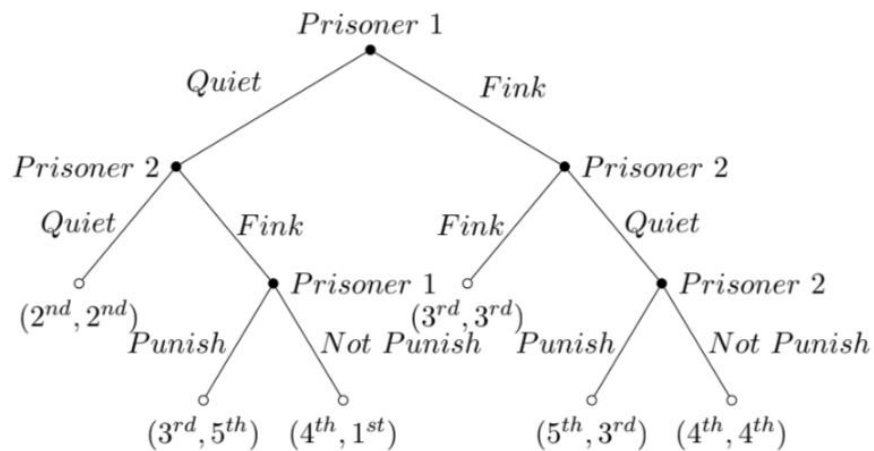 Prisoner 1
Quiet
Fink
Prisoner 2
Prisoner 2
Quiet
Fink
Fink
Quiet
(2nd, 2nd)
Prisoner 1
(3rd, 3rd)
Prisoner 2
Punish
Not Punish
Punish
Not Punish
(3rd, 5th)
(4th, 1st)
(5th, 3rd)
(4th, 4th)